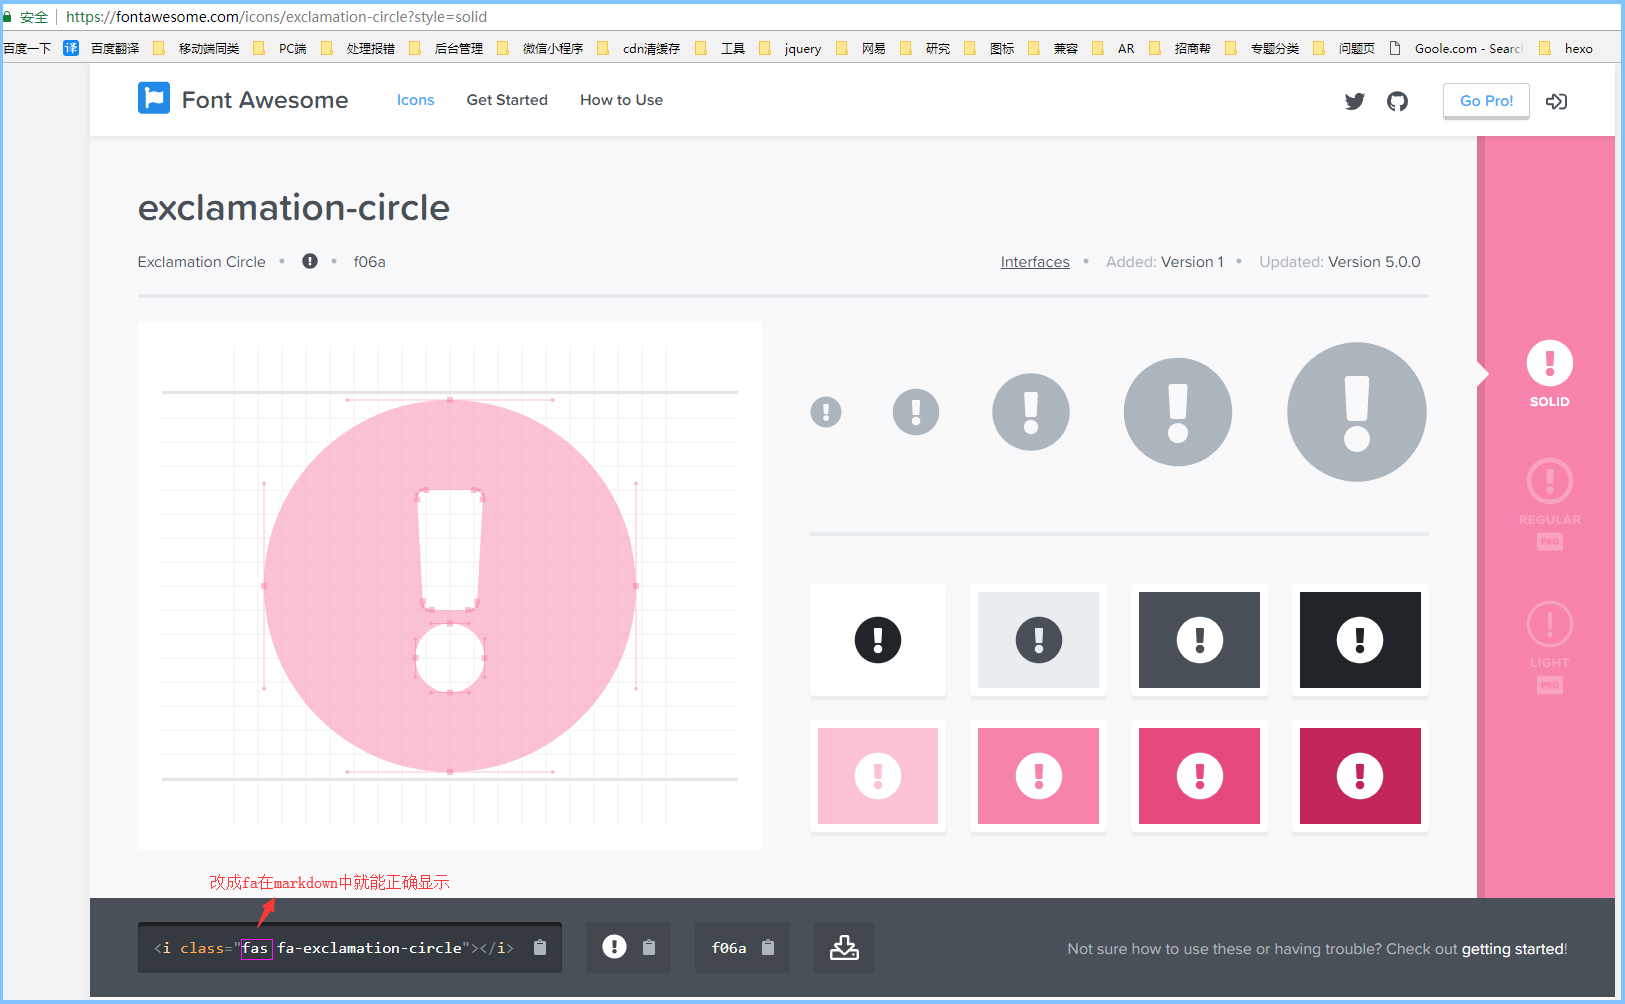 安全 https://fontawesome.com/icons/exclamation-circle?style=solid
百度一下 译 百度翻译 移动端同类 PC端 处理报错 后台管理 微信小程序 cdn清缓存 工具 jquery 网易 研究 图标 兼容 AR 招商帮 专题分类 问题页 Goole.com - Searc hexo
Font Awesome Icons Get Started How to Use Go Pro!
exclamation-circle
Exclamation Circle • • f06a Interfaces • Added: Version 1 • Updated: Version 5.0.0
SOLID
REGULAR
PRO
LIGHT
PRO
改成fa在markdown中就能正确显示
<i class="fas fa-exclamation-circle"></i> f06a Not sure how to use these or having trouble? Check out getting started!